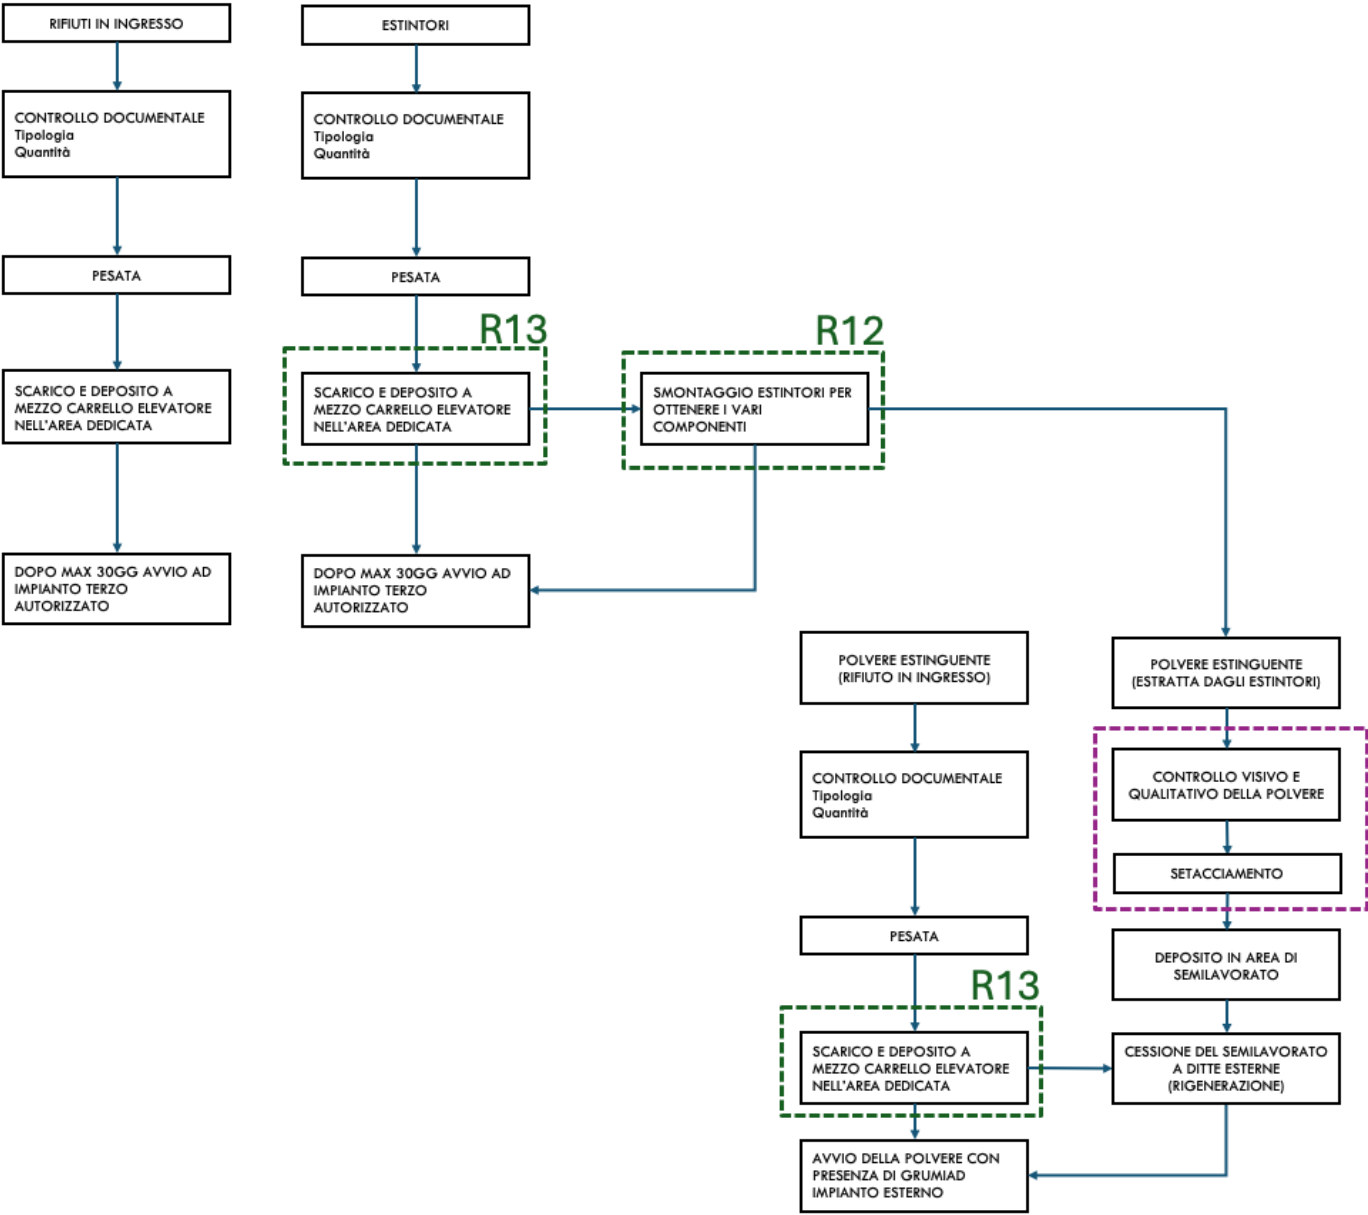 RIFIUTI IN INGRESSO
CONTROLLO DOCUMENTALE
Tipologia
Quantità
PESATA
SCARICO E DEPOSITO A
MEZZO CARRELLO ELEVATORE
NELL'AREA DEDICATA
DOPO MAX 30GG AVVIO AD
IMPIANTO TERZO
AUTORIZZATO
ESTINTORI
CONTROLLO DOCUMENTALE
Tipologia
Quantità
PESATA
R13
SCARICO E DEPOSITO A
MEZZO CARRELLO ELEVATORE
NELL'AREA DEDICATA
DOPO MAX 30GG AVVIO AD
IMPIANTO TERZO
AUTORIZZATO
R12
SMONTAGGIO ESTINTORI PER
OTTENERE I VARI
COMPONENTI
POLVERE ESTINGUENTE
(RIFIUTO IN INGRESSO)
CONTROLLO DOCUMENTALE
Tipologia
Quantità
PESATA
R13
SCARICO E DEPOSITO A
MEZZO CARRELLO ELEVATORE
NELL'AREA DEDICATA
AVVIO DELLA POLVERE CON
PRESENZA DI GRUMIAD
IMPIANTO ESTERNO
POLVERE ESTINGUENTE
(ESTRATTA DAGLI ESTINTORI)
CONTROLLO VISIVO E
QUALITATIVO DELLA POLVERE
SETACCIAMENTO
DEPOSITO IN AREA DI
SEMILAVORATO
CESSIONE DEL SEMILAVORATO
A DITTE ESTERNE
(RIGENERAZIONE)